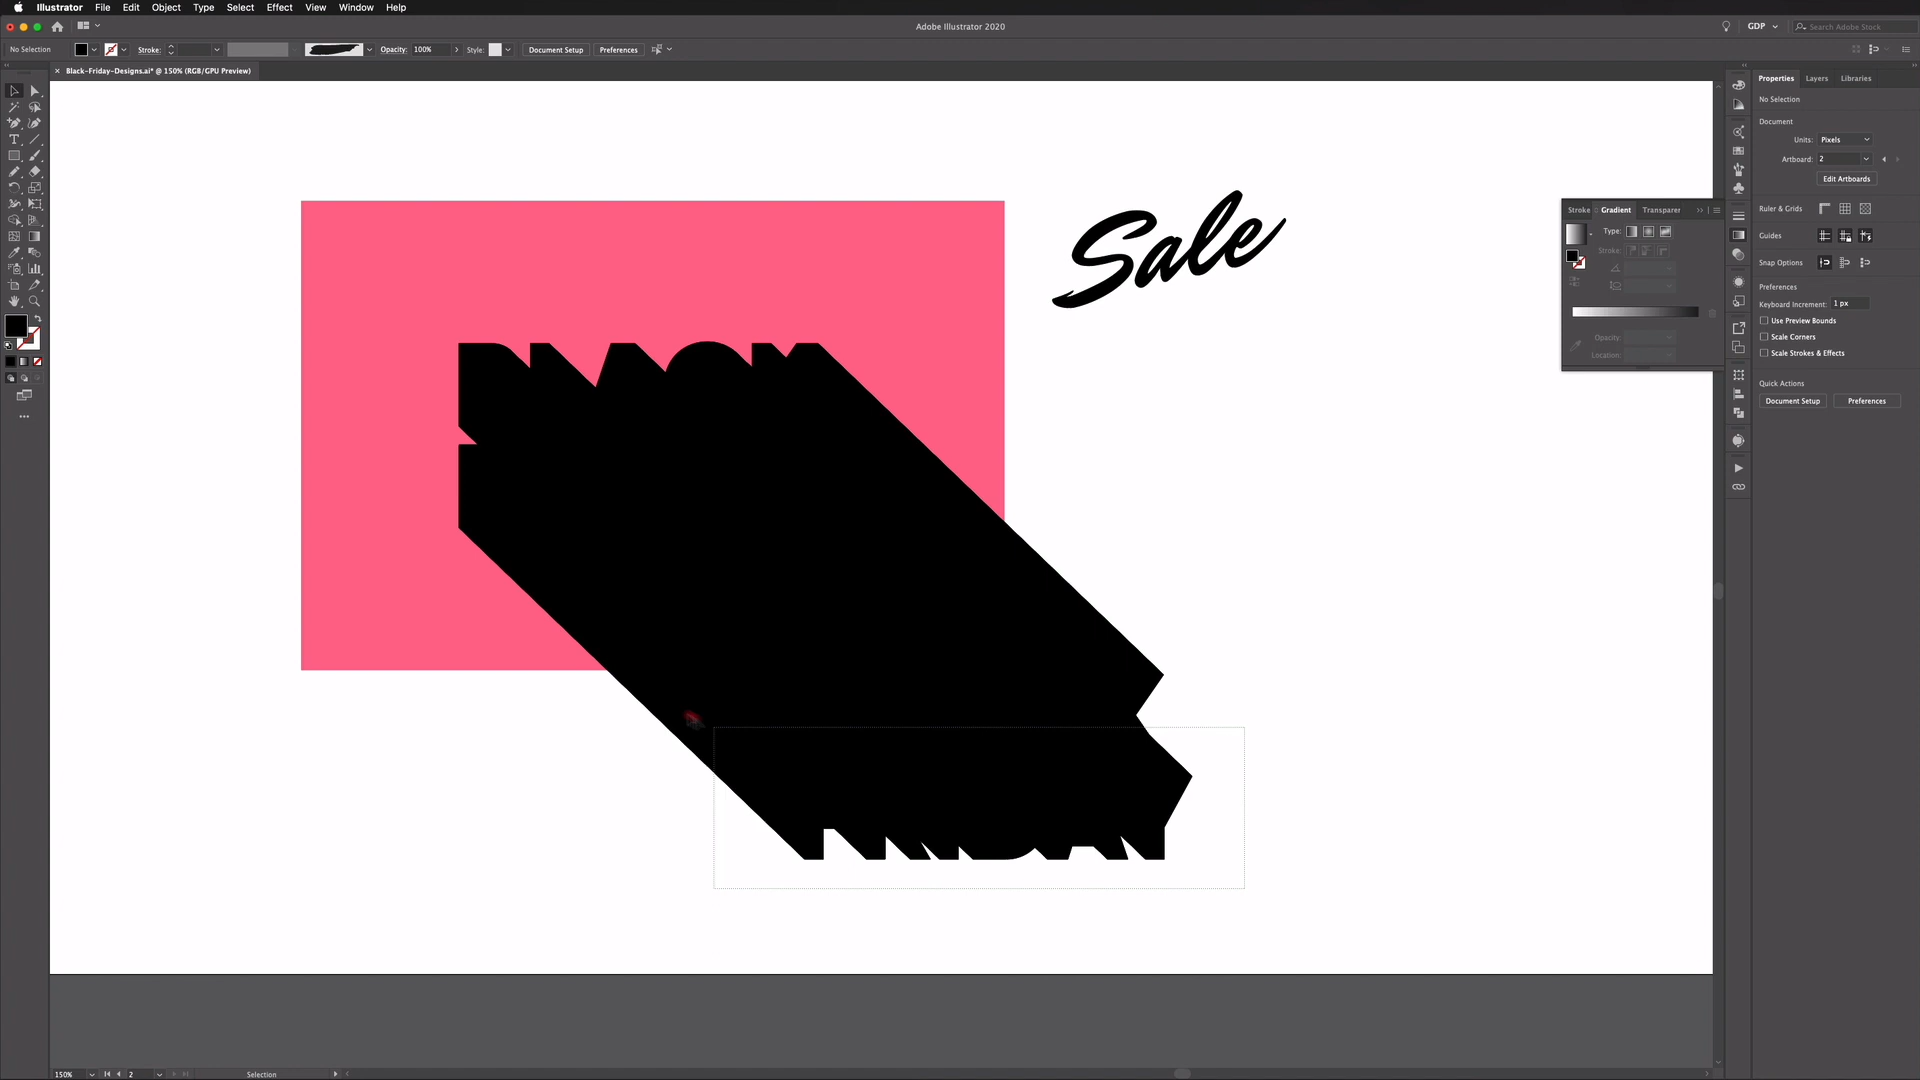 Illustrator File Edit Object Type Select Effect View Window Help
Adobe Illustrator 2020
GDP
Search Adobe Stock
No Selection
Stroke:
Opacity: 100%
Style:
Document Setup
Preferences
× Black-Friday-Designs.ai* @ 150% (RGB/GPU Preview)
Sale
Stroke Gradient Transparer
Type:
Stroke:
Opacity:
Location:
Properties Layers Libraries
No Selection
Document
Units: Pixels
Artboard: 2
Edit Artboards
Ruler & Grids
Guides
Snap Options
Preferences
Keyboard Increment: 1 px
Use Preview Bounds
Scale Corners
Scale Strokes & Effects
Quick Actions
Document Setup Preferences
150% 2 Selection